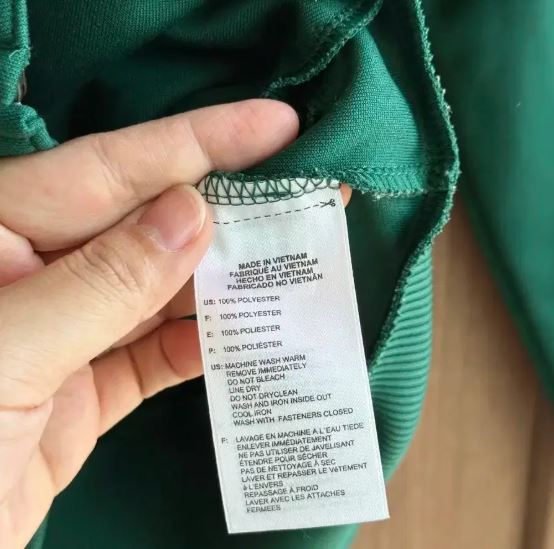 MADE IN VIETNAM
FABRIQUÉ AU VIETNAM
HECHO EN VIETNAM
FABRICADO NO VIETNÃN
US: 100% POLYESTER
F: 100% POLYESTER
E: 100% POLIESTER
P: 100% POLIÉSTER
US: MACHINE WASH WARM
REMOVE IMMEDIATELY
DO NOT BLEACH
LINE DRY
DO NOT DRYCLEAN
WASH AND IRON INSIDE OUT
COOL IRON
WASH WITH FASTENERS CLOSED
F: LAVAGE EN MACHINE À L'EAU TIEDE
ENLEVER IMMÉDIATEMENT
NE PAS UTILISER DE JAVELISANT
ÉTENDRE POUR SÉCHER
PAS DE NETTOYAGE À SEC
LAVER ET REPASSER LE VÊTEMENT
à L'ENVERS
REPASSAGE À FROID
LAVER AVEC LES ATTACHES
FERMEES